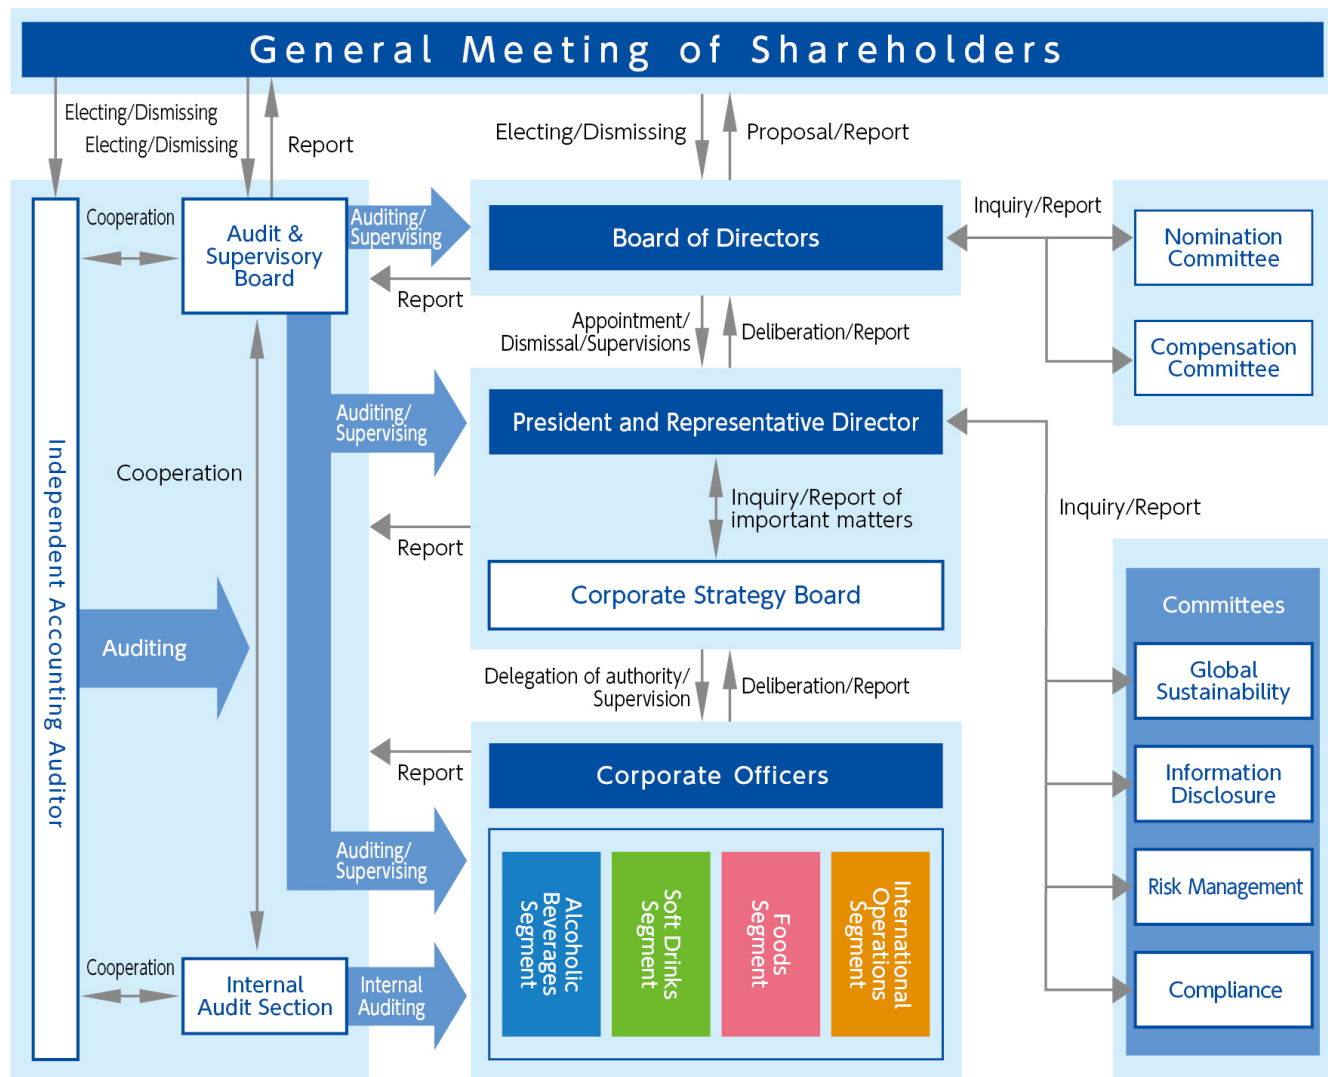 General Meeting of Shareholders
Electing/Dismissing
Electing/Dismissing
Report
Electing/Dismissing
Proposal/Report
Independent Accounting Auditor
Cooperation
Audit &
Supervisory
Board
Auditing/
Supervising
Report
Board of Directors
Inquiry/Report
Nomination
Committee
Compensation
Committee
Appointment/
Dismissal/Supervisions
Deliberation/Report
Auditing/
Supervising
President and Representative Director
Cooperation
Inquiry/Report of
important matters
Report
Inquiry/Report
Corporate Strategy Board
Auditing
Delegation of authority/
Supervision
Deliberation/Report
Committees
Global
Sustainability
Information
Disclosure
Risk Management
Compliance
Report
Corporate Officers
Auditing/
Supervising
Alcoholic
Beverages
Segment
Soft Drinks
Segment
Foods
Segment
International
Operations
Segment
Cooperation
Internal
Audit Section
Internal
Auditing